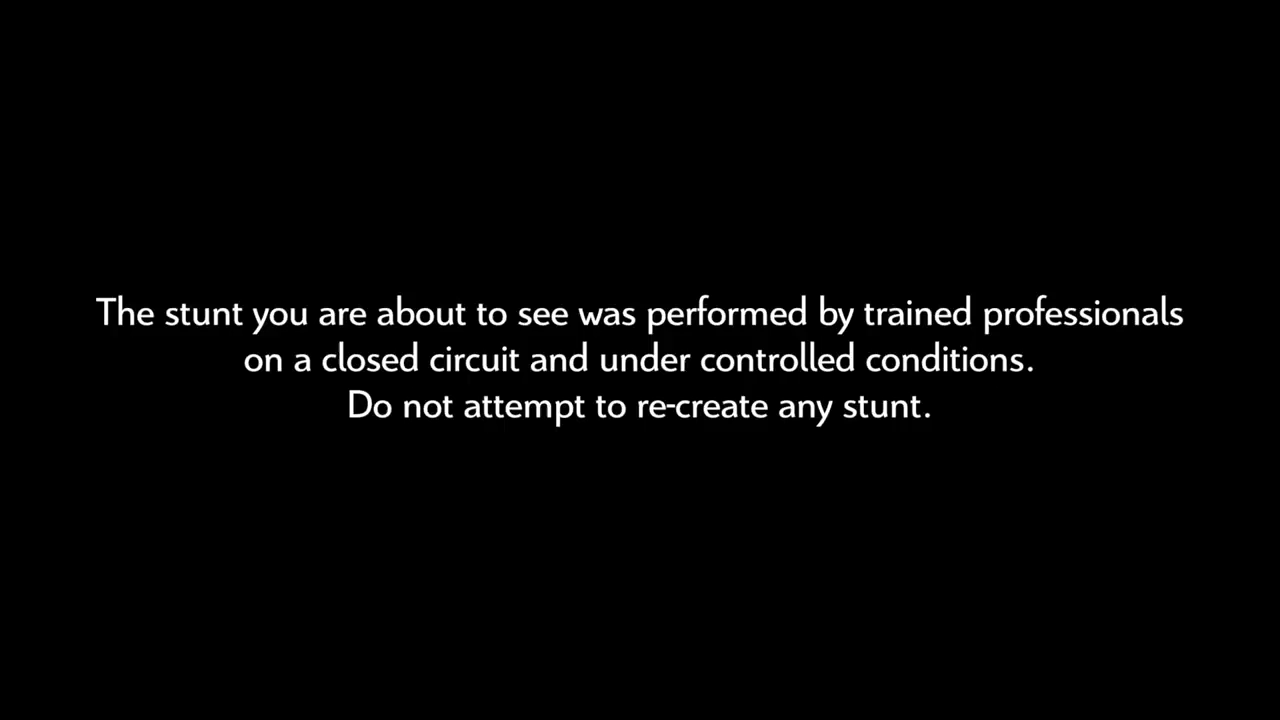 The stunt you are about to see was performed by trained professionals
on a closed circuit and under controlled conditions.
Do not attempt to re-create any stunt.